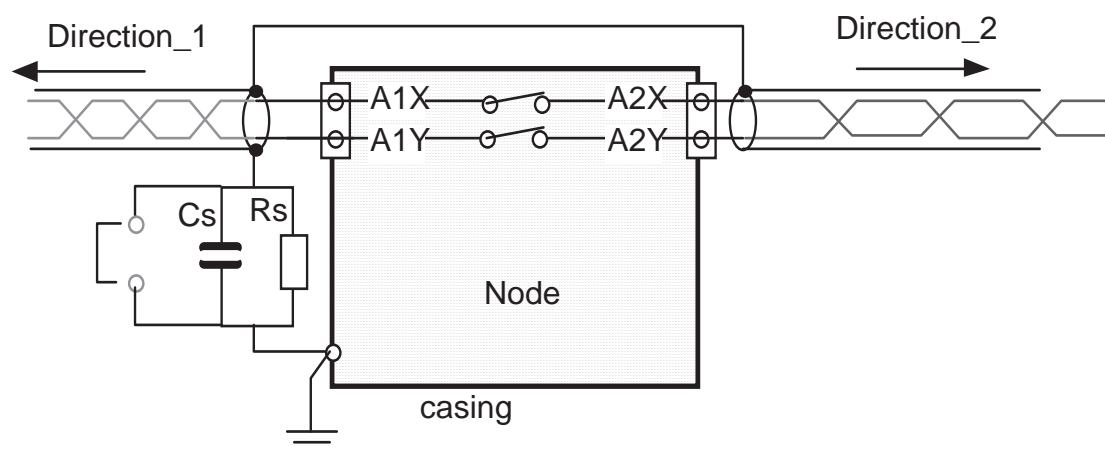 Direction_1
Direction_2
A1X
A2X
A1Y
A2Y
Cs
Rs
Node
casing